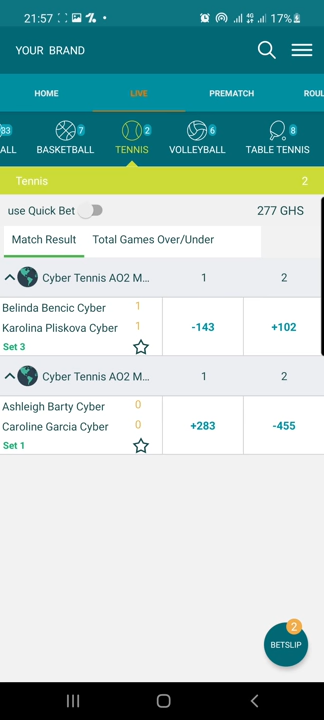 21:57 17%
YOUR BRAND
HOME LIVE PREMATCH ROUL
33 7 2 6 8
ALL BASKETBALL TENNIS VOLLEYBALL TABLE TENNIS
Tennis 2
use Quick Bet 277 GHS
Match Result Total Games Over/Under
Cyber Tennis AO2 M... 1 2
Belinda Bencic Cyber 1
Karolina Pliskova Cyber 1
-143 +102
Set 3
Cyber Tennis AO2 M... 1 2
Ashleigh Barty Cyber 0
Caroline Garcia Cyber 0
+283 -455
Set 1
2
BETSLIP